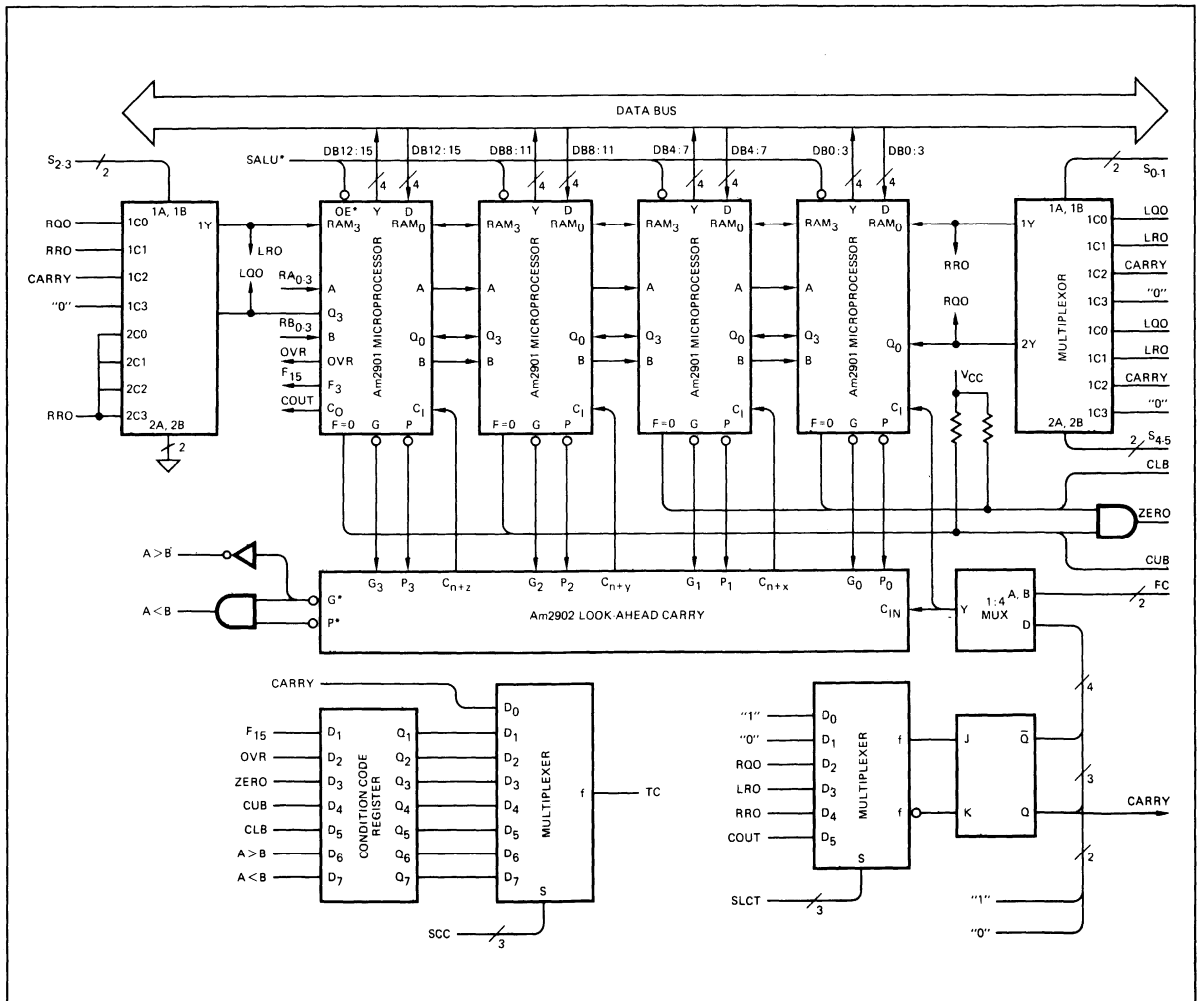 DATA BUS
S2-3
2
SALU*
DB12:15
DB12:15
DB8:11
DB8:11
DB4:7
DB4:7
DB0:3
DB0:3
4
4
4
4
4
4
4
4
2
S0-1
1A, 1B
RQO
RRO
CARRY
"0"
RRO
1C0
1C1
1C2
1C3
2C0
2C1
2C2
2C3
1Y
2A, 2B
2
LRO
LQO
RA0-3
RB0-3
OVR
F15
COUT
OE*
Y
D
RAM3
RAM0
A
Q3
Q0
B
B
OVR
F3
CO
CI
F=0
G
P
A
Am2901 MICROPROCESSOR
Y
D
RAM3
RAM0
A
Q3
Q0
B
CI
F=0
G
P
Am2901 MICROPROCESSOR
Y
D
RAM3
RAM0
A
Q3
Q0
B
CI
F=0
G
P
Am2901 MICROPROCESSOR
Y
D
RAM3
RAM0
A
Q3
Q0
B
CI
F=0
G
P
Am2901 MICROPROCESSOR
RRO
RQO
VCC
1A, 1B
1Y
2Y
MULTIPLEXOR
1C0
1C1
1C2
1C3
1C0
1C1
1C2
1C3
2A, 2B
LQO
LRO
CARRY
"0"
LQO
LRO
CARRY
"0"
2
S4-5
CLB
ZERO
CUB
FC
2
A>B
A<B
G*
P*
G3
P3
Cn+z
G2
P2
Cn+y
G1
P1
Cn+x
G0
P0
Am2902 LOOK-AHEAD CARRY
CIN
Y
1:4
MUX
A, B
D
4
CARRY
F15
OVR
ZERO
CUB
CLB
A>B
A<B
D1
D2
D3
D4
D5
D6
D7
CONDITION CODE
REGISTER
Q1
Q2
Q3
Q4
Q5
Q6
Q7
D0
D1
D2
D3
D4
D5
D6
D7
MULTIPLEXER
f
TC
S
SCC
3
"1"
"0"
RQO
LRO
RRO
COUT
D0
D1
D2
D3
D4
D5
MULTIPLEXER
f
f
S
SLCT
3
J
K
Q̅
Q
3
CARRY
2
"1"
"0"